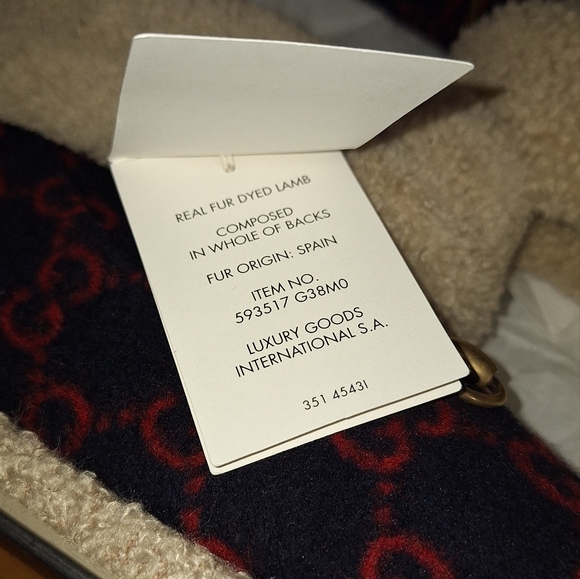 REAL FUR DYED LAMB
COMPOSED
IN WHOLE OF BACKS
FUR ORIGIN: SPAIN
ITEM NO.
593517 G38M0
LUXURY GOODS
INTERNATIONAL S.A.
351 45431